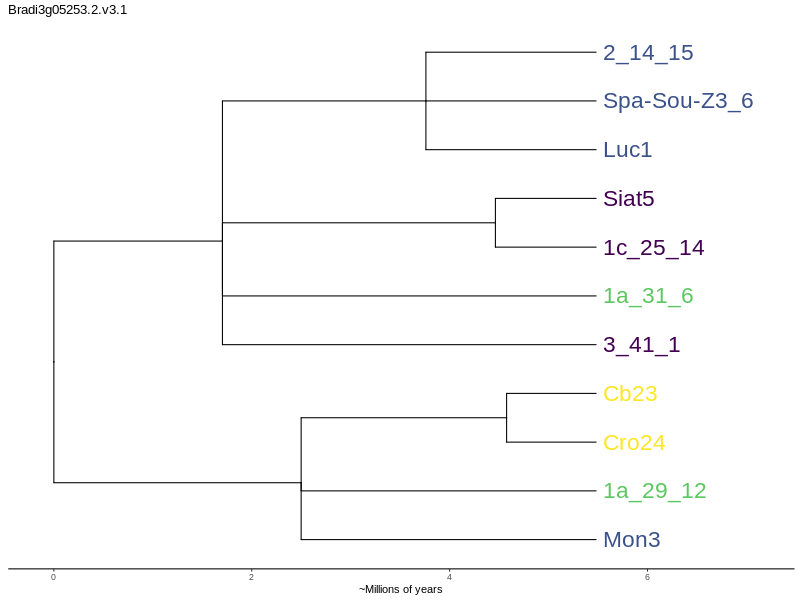 Bradi3g05253.2.v3.1
2_14_15
Spa-Sou-Z3_6
Luc1
Siat5
1c_25_14
1a_31_6
3_41_1
Cb23
Cro24
1a_29_12
Mon3
0 2 4 6
~Millions of years